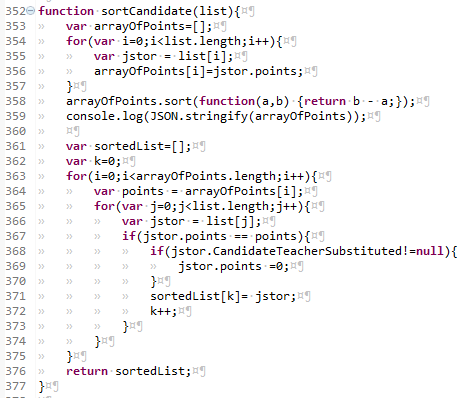 352 function sortCandidate(list){¤¶
353 » var arrayOfPoints=[];¤¶
354 » for(var i=0;i<list.length;i++){¤¶
355 » » var jstor = list[i];¤¶
356 » » arrayOfPoints[i]=jstor.points;¤¶
357 » }¤¶
358 » arrayOfPoints.sort(function(a,b) {return b - a;});¤¶
359 » console.log(JSON.stringify(arrayOfPoints));¤¶
360 » ¤¶
361 » var sortedList=[];¤¶
362 » var k=0;¤¶
363 » for(i=0;i<arrayOfPoints.length;i++){¤¶
364 » » var points = arrayOfPoints[i];¤¶
365 » » for(var j=0;j<list.length;j++){¤¶
366 » » » var jstor = list[j];¤¶
367 » » » if(jstor.points == points){¤¶
368 » » » » if(jstor.CandidateTeacherSubstituted!=null){
369 » » » » » jstor.points =0;¤¶
370 » » » » }¤¶
371 » » » » sortedList[k]= jstor;¤¶
372 » » » » k++;¤¶
373 » » » }¤¶
374 » » }¤¶
375 » }¤¶
376 » return sortedList;¤¶
377 }¤¶